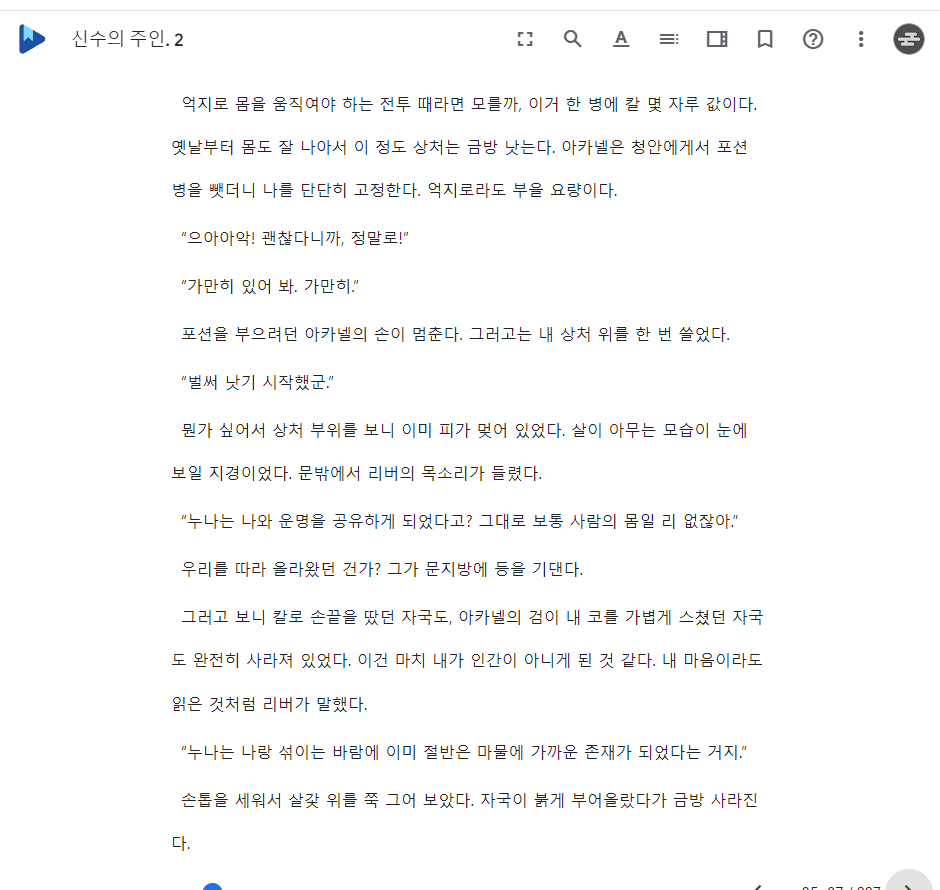 신수의 주인. 2
억지로 몸을 움직여야 하는 전투 때라면 모를까, 이거 한 병에 칼 몇 자루 값이다.
옛날부터 몸도 잘 나아서 이 정도 상처는 금방 낫는다. 아카넬은 청안에게서 포션
병을 뺏더니 나를 단단히 고정한다. 억지로라도 부을 요량이다.
“으아아악! 괜찮다니까, 정말로!”
“가만히 있어 봐. 가만히.”
포션을 부으려던 아카넬의 손이 멈춘다. 그러고는 내 상처 위를 한 번 쓸었다.
“벌써 낫기 시작했군.”
뭔가 싶어서 상처 부위를 보니 이미 피가 멎어 있었다. 살이 아무는 모습이 눈에
보일 지경이었다. 문밖에서 리버의 목소리가 들렸다.
“누나는 나와 운명을 공유하게 되었다고? 그대로 보통 사람의 몸일 리 없잖아.”
우리를 따라 올라왔던 건가? 그가 문지방에 등을 기댄다.
그러고 보니 칼로 손끝을 땄던 자국도, 아카넬의 검이 내 코를 가볍게 스쳤던 자국
도 완전히 사라져 있었다. 이건 마치 내가 인간이 아니게 된 것 같다. 내 마음이라도
읽은 것처럼 리버가 말했다.
“누나는 나랑 섞이는 바람에 이미 절반은 마물에 가까운 존재가 되었다는 거지.”
손톱을 세워서 살갗 위를 쭉 그어 보았다. 자국이 붉게 부어올랐다가 금방 사라진
다.